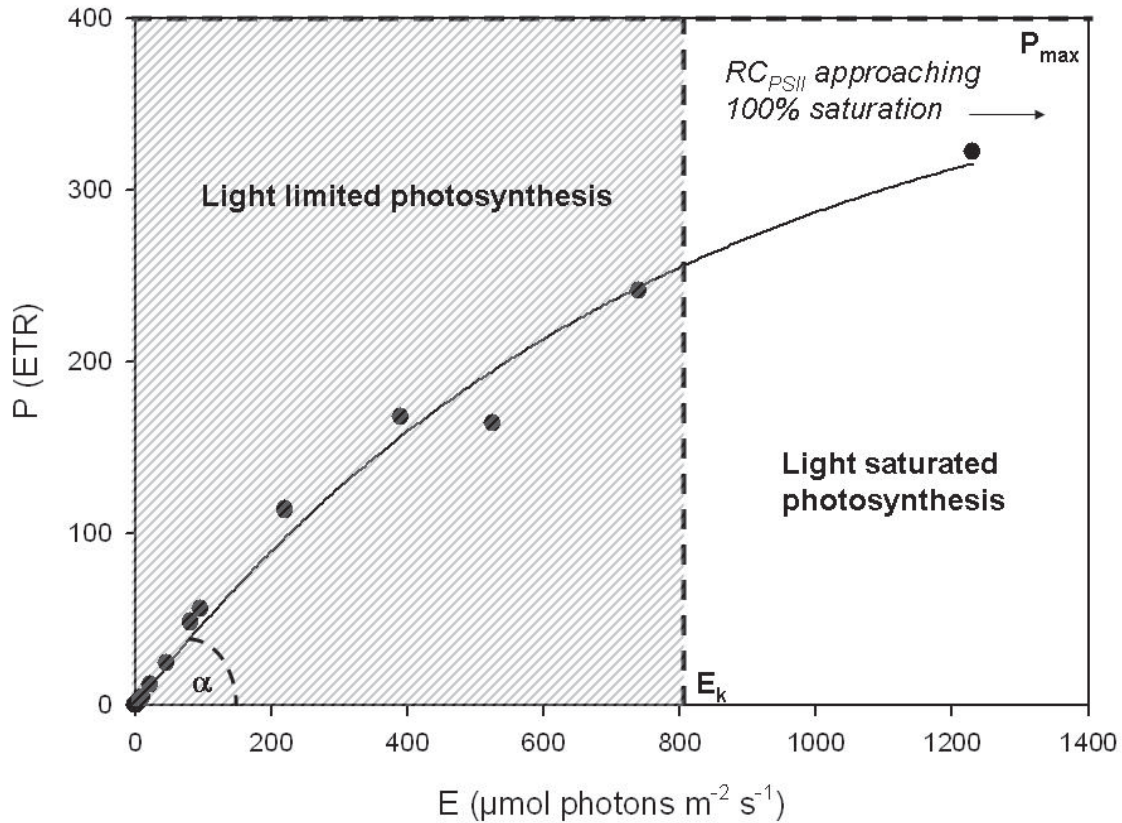 400
P_max
RC_PSII approaching
100% saturation
300
Light limited photosynthesis
P (ETR)
200
Light saturated
photosynthesis
100
α
E_k
0
0 200 400 600 800 1000 1200 1400
E (µmol photons m⁻² s⁻¹)